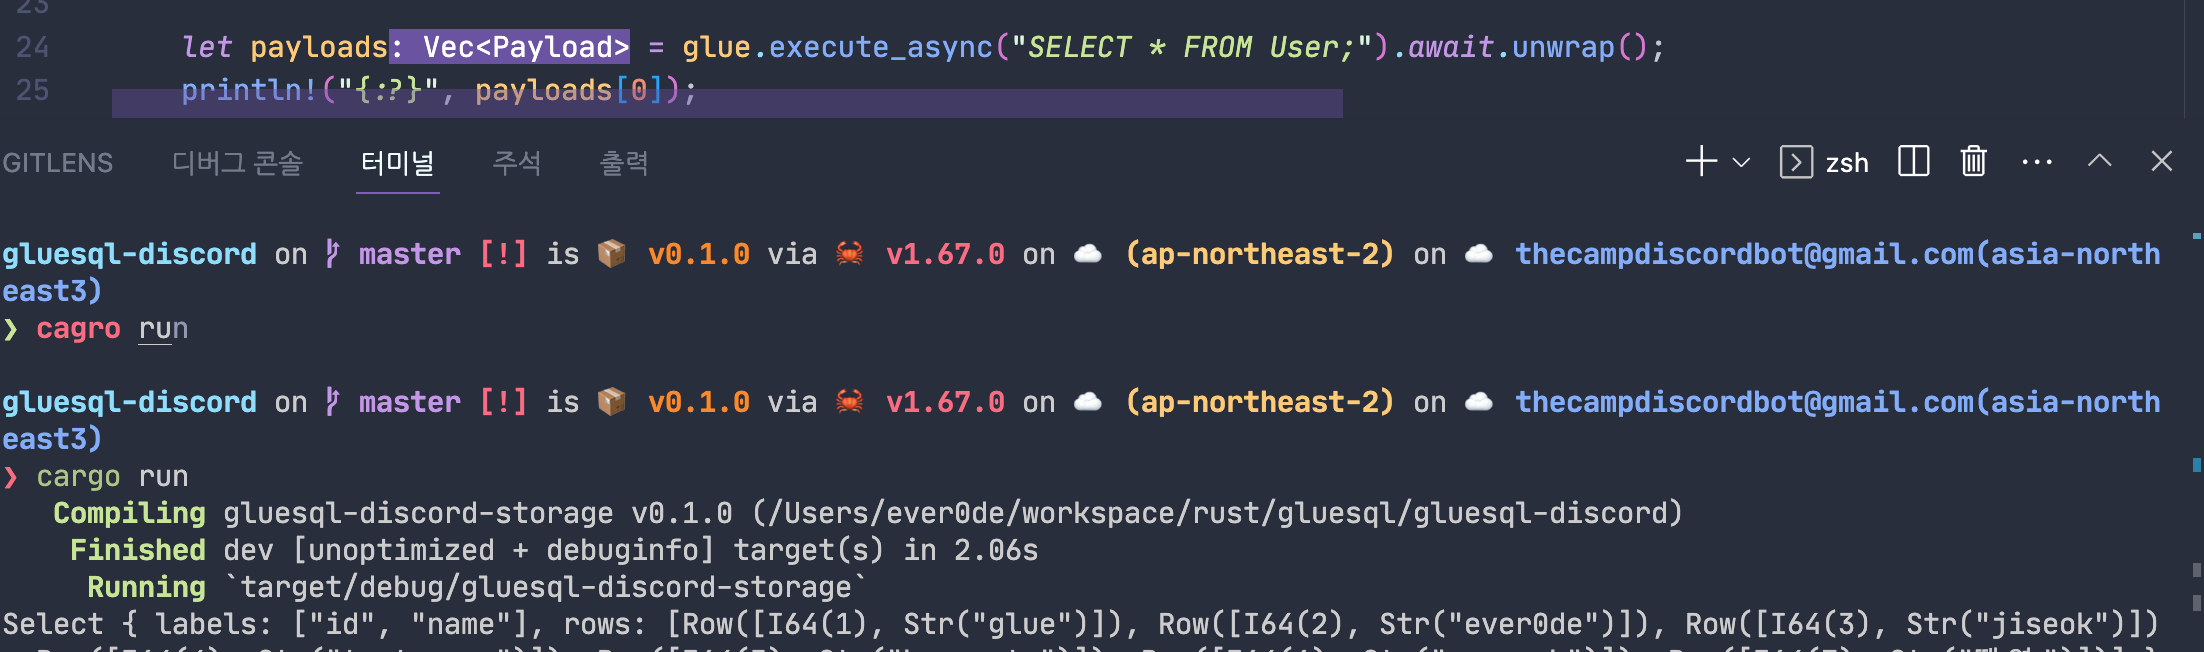 23
24 let payloads: Vec<Payload> = glue.execute_async("SELECT * FROM User;").await.unwrap();
25 println!("{:?}", payloads[0]);
GITLENS 디버그 콘솔 터미널 주석 출력 zsh
gluesql-discord on master [!] is 📦 v0.1.0 via 🦀 v1.67.0 on ☁️ (ap-northeast-2) on ☁️ thecampdiscordbot@gmail.com(asia-north
east3)
❯ cagro run
gluesql-discord on master [!] is 📦 v0.1.0 via 🦀 v1.67.0 on ☁️ (ap-northeast-2) on ☁️ thecampdiscordbot@gmail.com(asia-north
east3)
❯ cargo run
Compiling gluesql-discord-storage v0.1.0 (/Users/ever0de/workspace/rust/gluesql/gluesql-discord)
Finished dev [unoptimized + debuginfo] target(s) in 2.06s
Running `target/debug/gluesql-discord-storage`
Select { labels: ["id", "name"], rows: [Row([I64(1), Str("glue")]), Row([I64(2), Str("ever0de")]), Row([I64(3), Str("jiseok")])